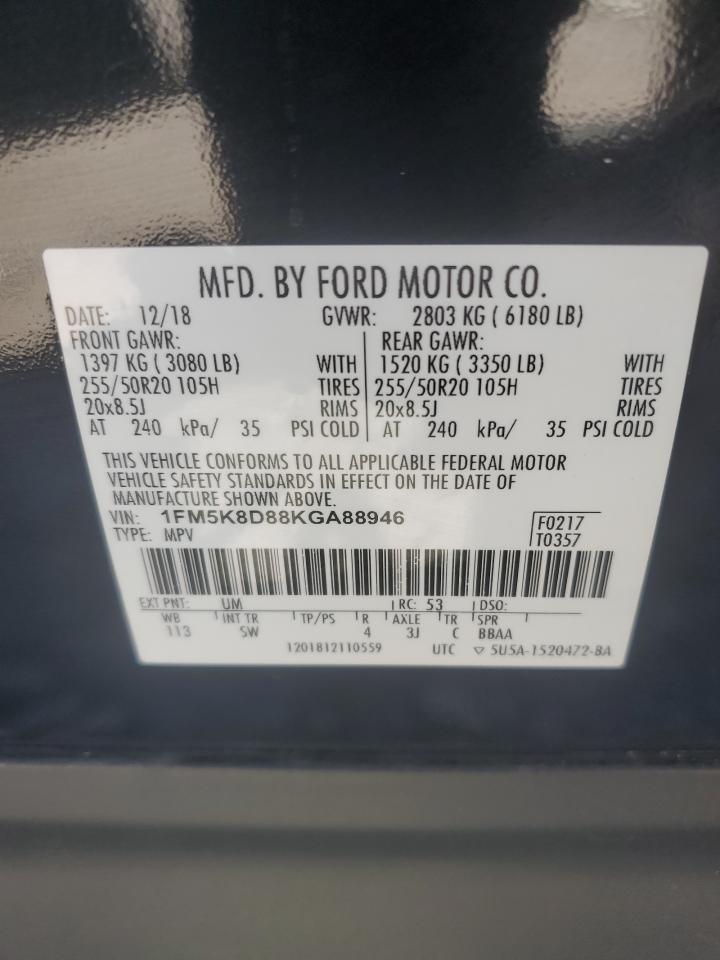 MFD. BY FORD MOTOR CO.
DATE: 12/18 GVWR: 2803 KG ( 6180 LB)
FRONT GAWR: REAR GAWR:
1397 KG ( 3080 LB) WITH 1520 KG ( 3350 LB) WITH
255/50R20 105H TIRES 255/50R20 105H TIRES
20x8.5J RIMS 20x8.5J RIMS
AT 240 kPa/ 35 PSI COLD AT 240 kPa/ 35 PSI COLD
THIS VEHICLE CONFORMS TO ALL APPLICABLE FEDERAL MOTOR
VEHICLE SAFETY STANDARDS IN EFFECT ON THE DATE OF
MANUFACTURE SHOWN ABOVE.
VIN: 1FM5K8D88KGA88946 F0217
TYPE: MPV T0357
EXT PNT: UM RC: 53 DSO:
WB INT TR TP/PS R AXLE TR SPR
113 SW 4 3J C BBAA
1201812110559 UTC ▽ 5U5A-1520472-BA